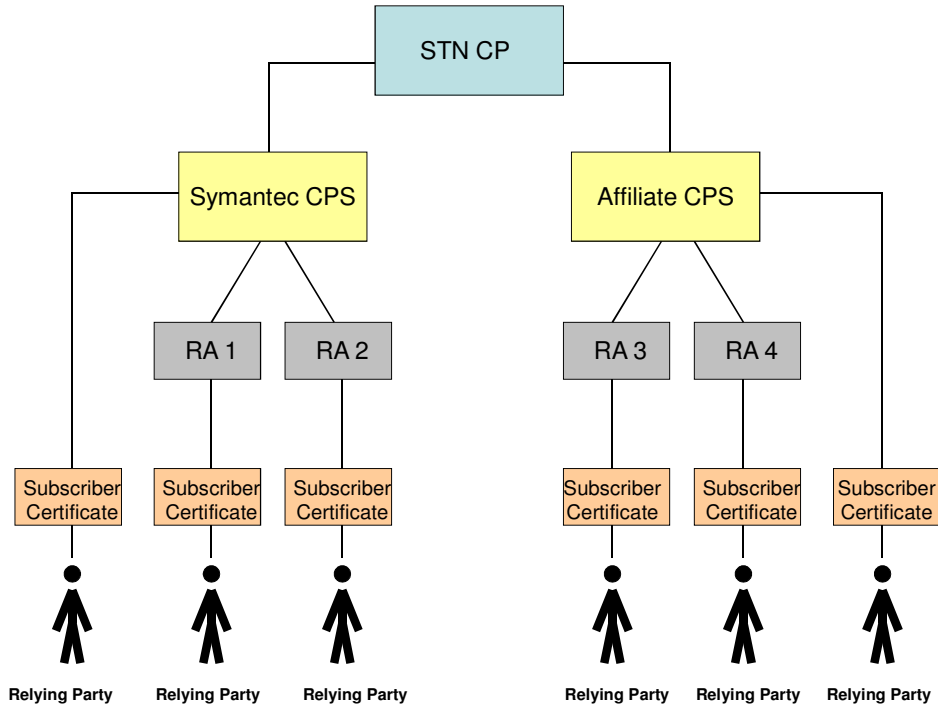 STN CP
Symantec CPS
Affiliate CPS
RA 1
RA 2
RA 3
RA 4
Subscriber
Certificate
Subscriber
Certificate
Subscriber
Certificate
Subscriber
Certificate
Subscriber
Certificate
Subscriber
Certificate
Relying Party
Relying Party
Relying Party
Relying Party
Relying Party
Relying Party